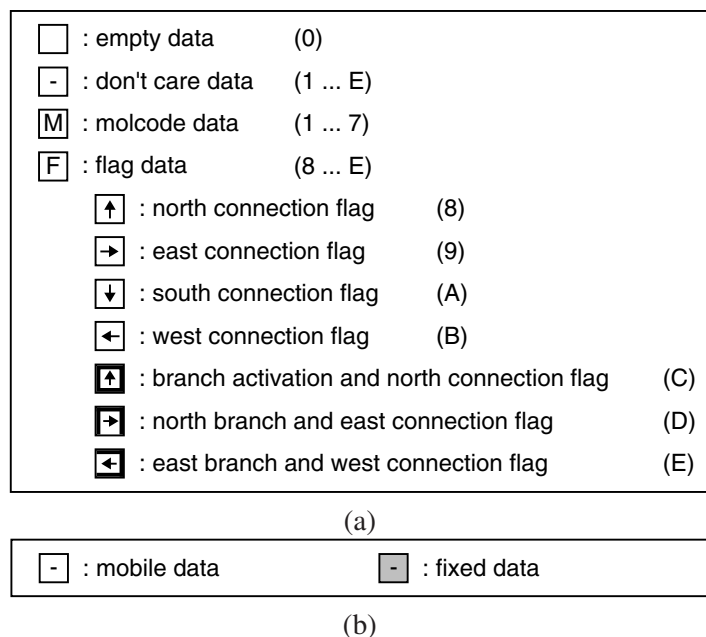 : empty data (0)
- : don't care data (1 ... E)
M : molcode data (1 ... 7)
F : flag data (8 ... E)
↑ : north connection flag (8)
→ : east connection flag (9)
↓ : south connection flag (A)
← : west connection flag (B)
↑ : branch activation and north connection flag (C)
→ : north branch and east connection flag (D)
← : east branch and west connection flag (E)
(a)
- : mobile data - : fixed data
(b)